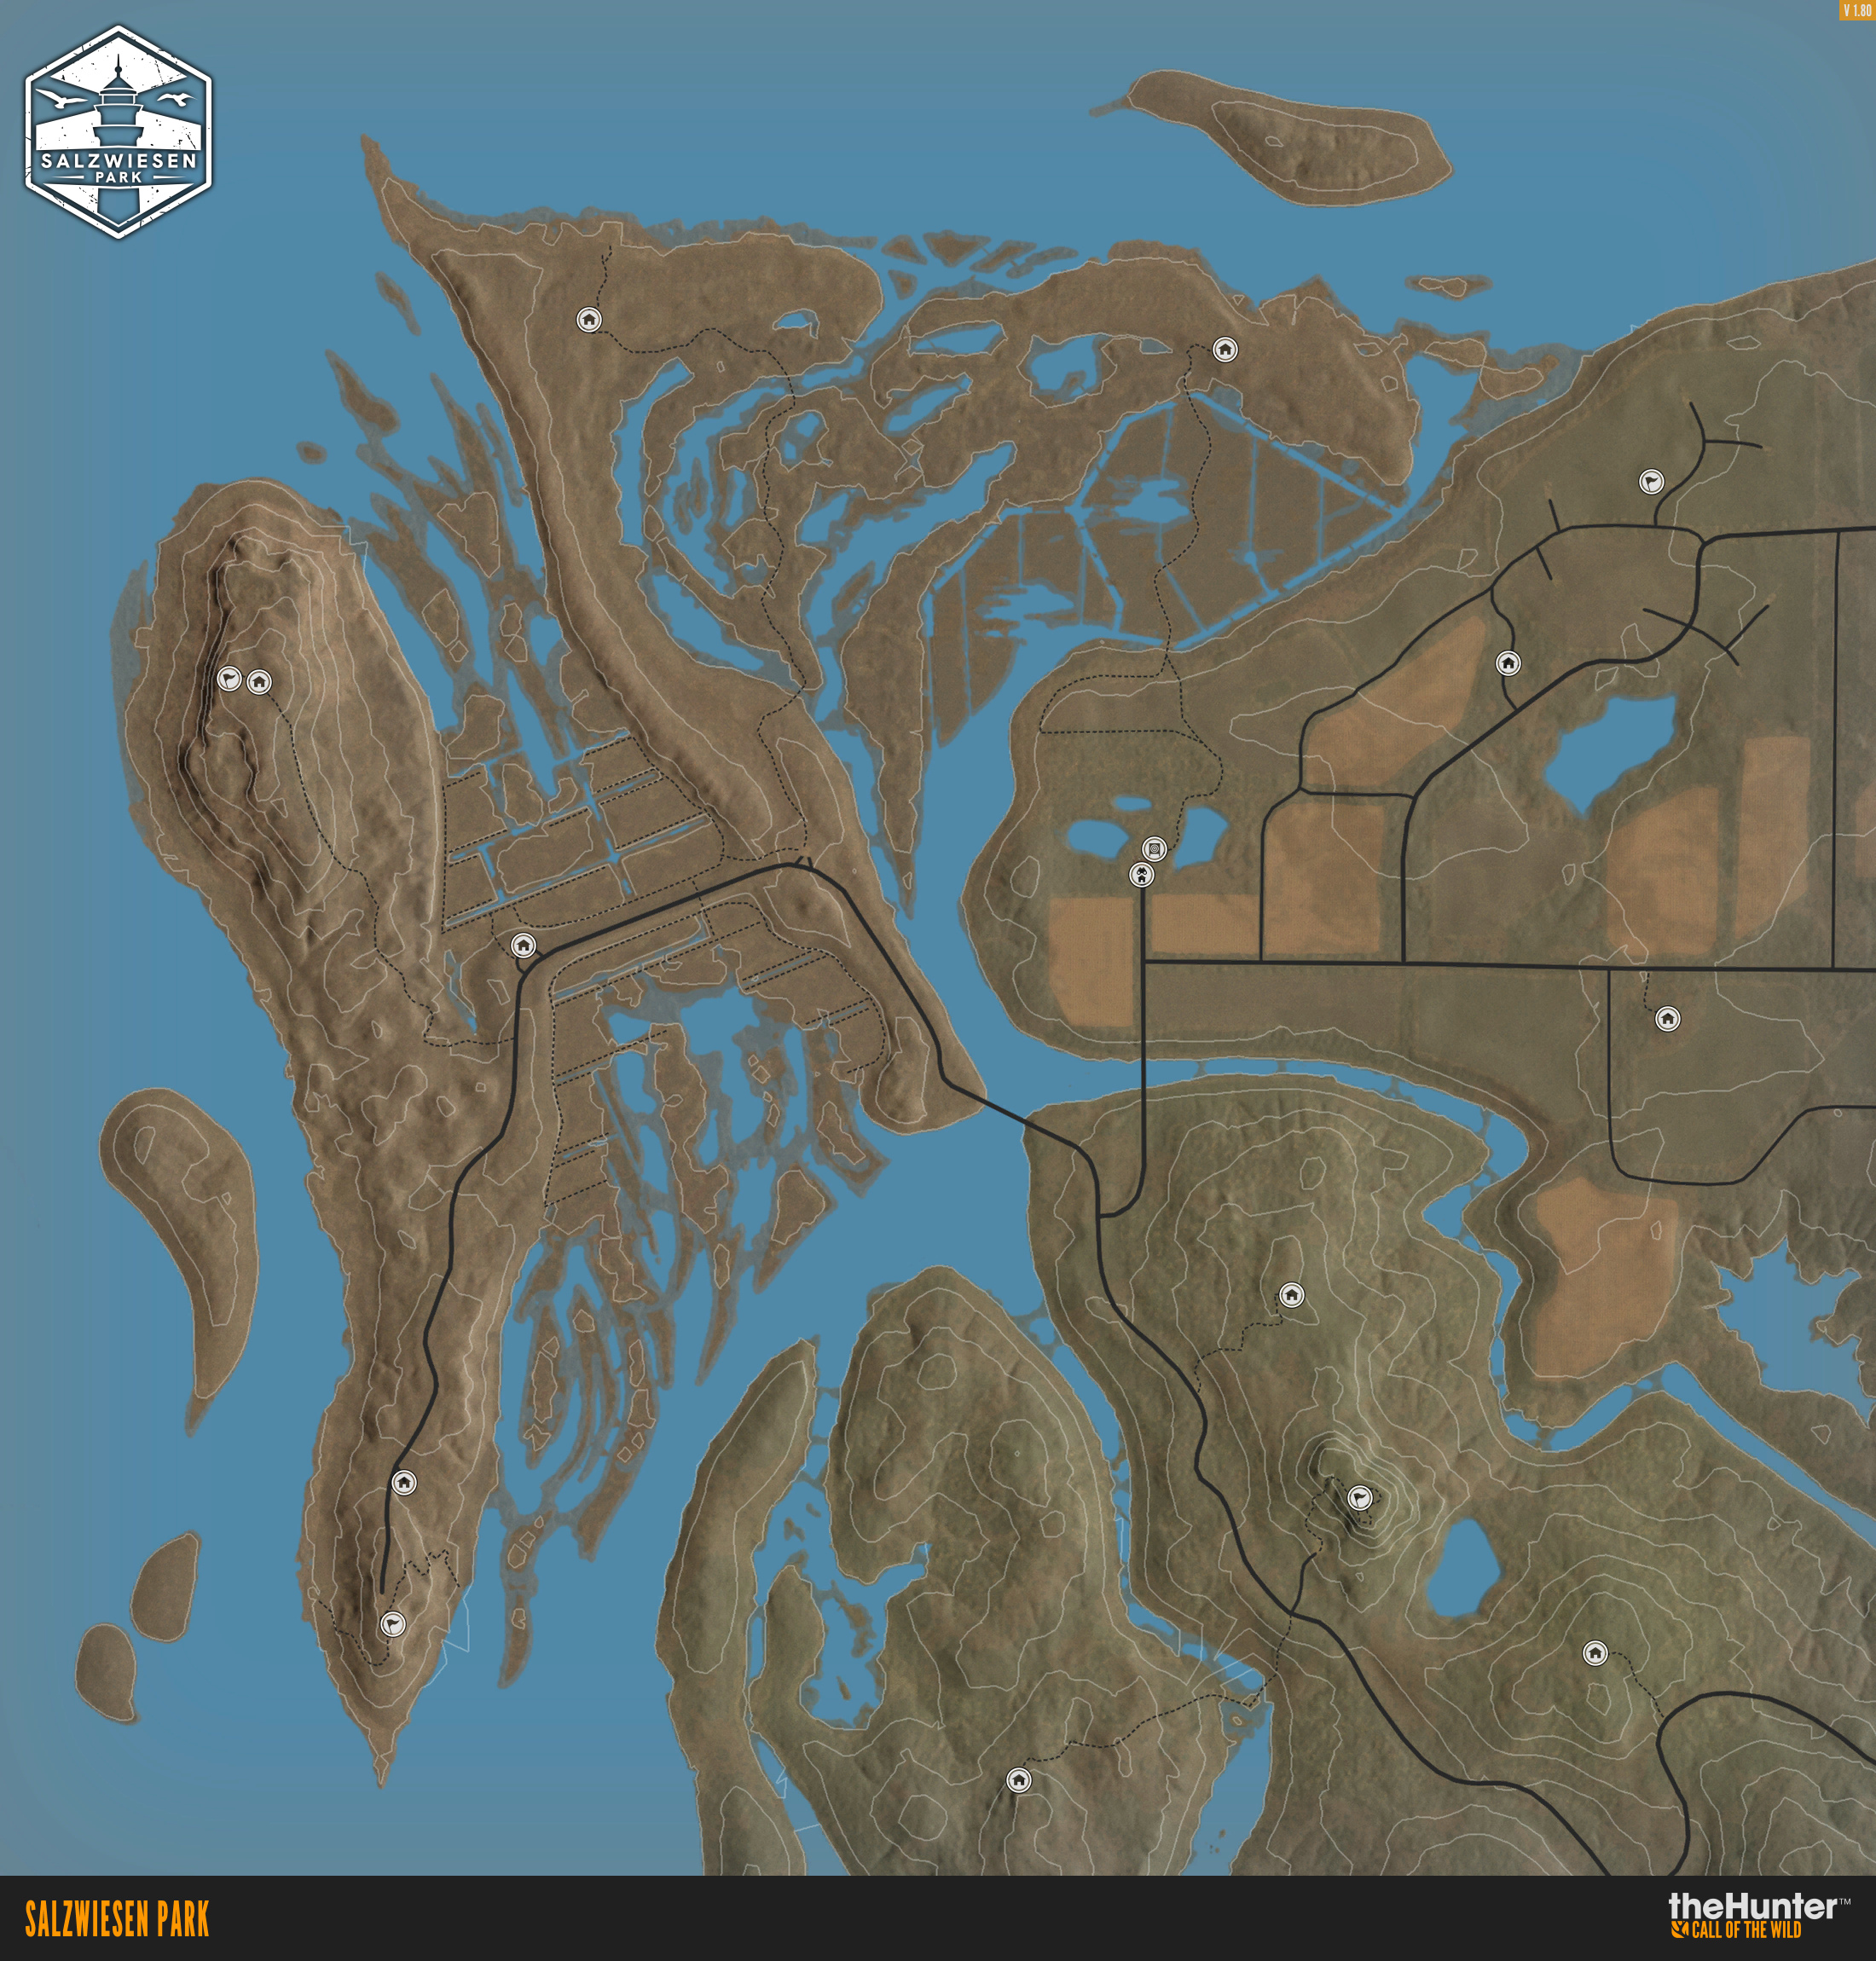 V 1.80
SALZWIESEN
PARK
SALZWIESEN PARK
theHunter™
CALL OF THE WILD